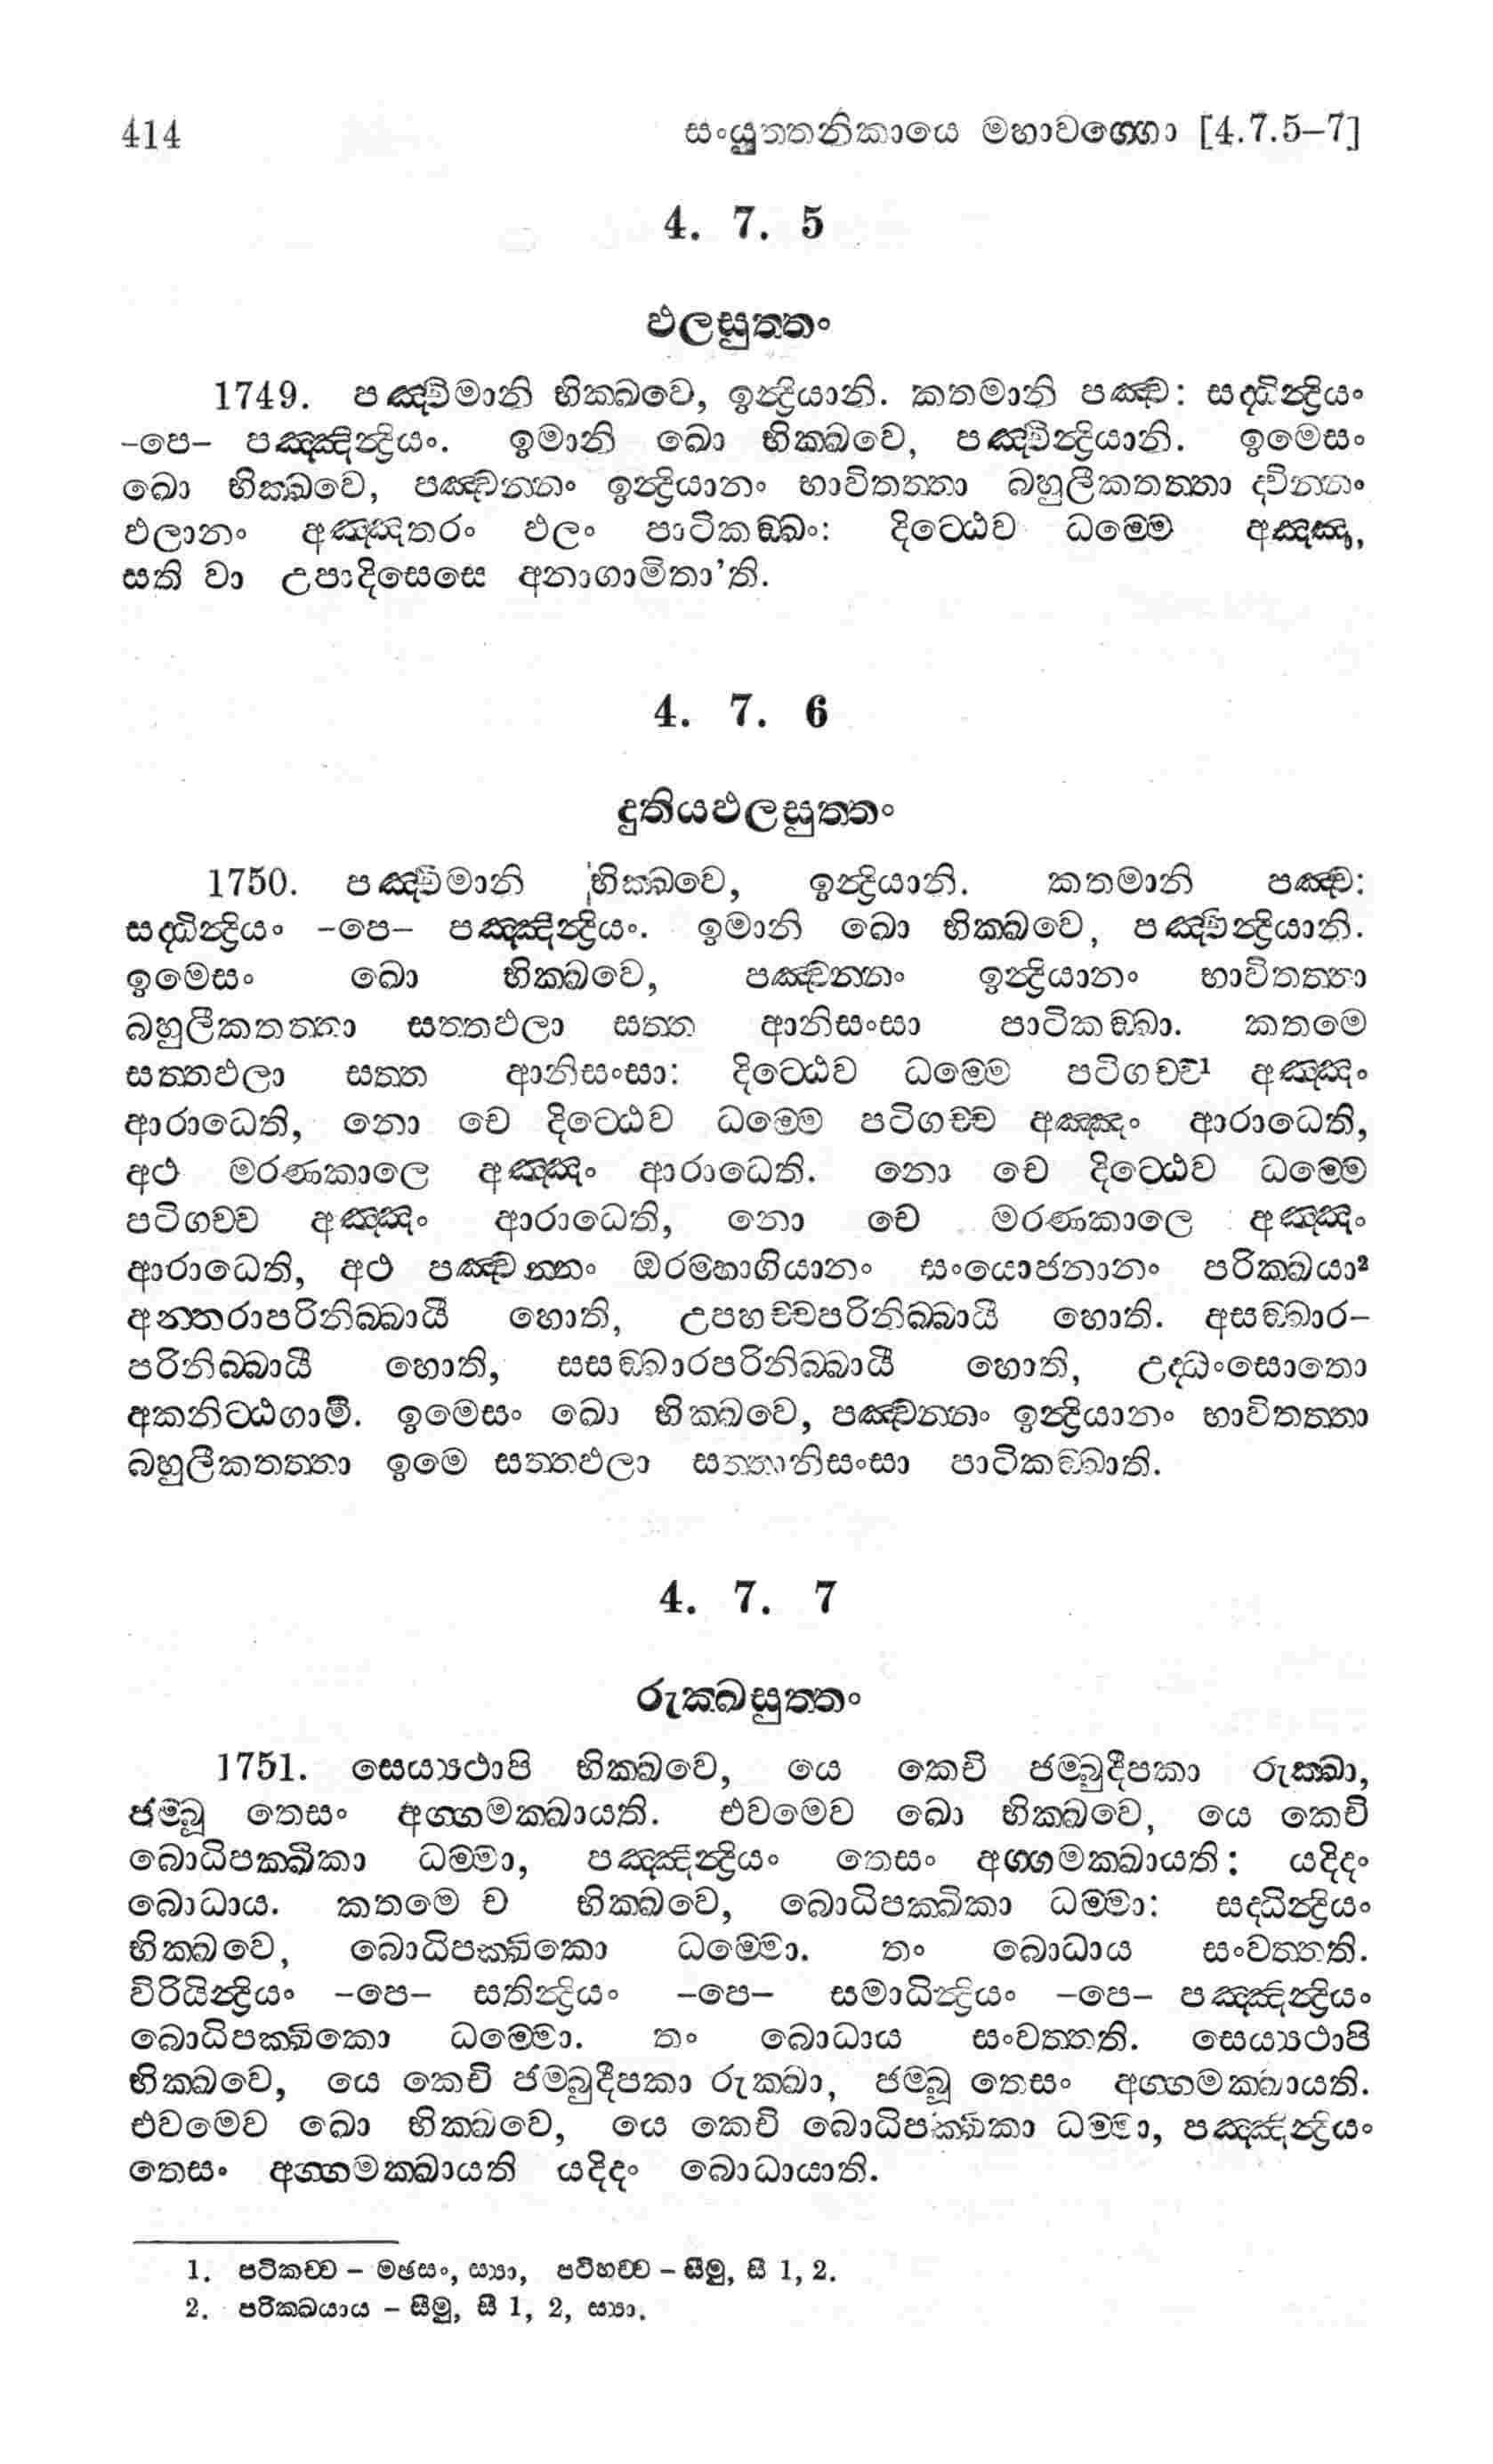 414 සංයුත්තනිකායෙ මහාවග්ගො [4.7.5–7]
4. 7. 5
ඵලසුත්තං
1749. පඤ්චිමානි භික්ඛවෙ, ඉන්ද්‍රියානි. කතමානි පඤ්ච: සද්ධින්ද්‍රියං
–පෙ– පඤ්ඤින්ද්‍රියං. ඉමානි ඛො භික්ඛවෙ, පඤ්චින්ද්‍රියානි. ඉමෙසං
ඛො භික්ඛවෙ, පඤ්චන්නං ඉන්ද්‍රියානං භාවිතත්තා බහුලීකතත්තා ද්වින්නං
ඵලානං අඤ්ඤතරං ඵලං පාටිකඞ්ඛං: දිට්ඨෙව ධම්මෙ අඤ්ඤා,
සති වා උපාදිසෙසෙ අනාගාමිතා’ති.
4. 7. 6
දුතියඵලසුත්තං
1750. පඤ්චිමානි භික්ඛවෙ, ඉන්ද්‍රියානි. කතමානි පඤ්ච:
සද්ධින්ද්‍රියං –පෙ– පඤ්ඤින්ද්‍රියං. ඉමානි ඛො භික්ඛවෙ, පඤ්චින්ද්‍රියානි.
ඉමෙසං ඛො භික්ඛවෙ, පඤ්චන්නං ඉන්ද්‍රියානං භාවිතත්තා
බහුලීකතත්තා සත්තඵලා සත්ත ආනිසංසා පාටිකඞ්ඛා. කතමෙ
සත්තඵලා සත්ත ආනිසංසා: දිට්ඨෙව ධම්මෙ පටිගච්ච¹ අඤ්ඤං
ආරාධෙති, නො චෙ දිට්ඨෙව ධම්මෙ පටිගච්ච අඤ්ඤං ආරාධෙති,
අථ මරණකාලෙ අඤ්ඤං ආරාධෙති. නො චෙ දිට්ඨෙව ධම්මෙ
පටිගච්ච අඤ්ඤං ආරාධෙති, නො චෙ මරණකාලෙ අඤ්ඤං
ආරාධෙති, අථ පඤ්චන්නං ඔරම්භාගියානං සංයොජනානං පරික්ඛයා²
අන්තරාපරිනිබ්බායී හොති, උපහච්චපරිනිබ්බායී හොති. අසඞ්ඛාර–
පරිනිබ්බායී හොති, සසඞ්ඛාරපරිනිබ්බායී හොති, උද්ධංසොතො
අකනිට්ඨගාමී. ඉමෙසං ඛො භික්ඛවෙ, පඤ්චන්නං ඉන්ද්‍රියානං භාවිතත්තා
බහුලීකතත්තා ඉමෙ සත්තඵලා සත්තානිසංසා පාටිකඞ්ඛාති.
4. 7. 7
රුක්ඛසුත්තං
1751. සෙය්‍යථාපි භික්ඛවෙ, යෙ කෙචි ජම්බුදීපකා රුක්ඛා,
ජම්බූ තෙසං අග්ගමක්ඛායති. එවමෙව ඛො භික්ඛවෙ, යෙ කෙචි
බොධිපක්ඛිකා ධම්මා, පඤ්ඤින්ද්‍රියං තෙසං අග්ගමක්ඛායති: යදිදං
බොධාය. කතමෙ ච භික්ඛවෙ, බොධිපක්ඛිකා ධම්මා: සද්ධින්ද්‍රියං
භික්ඛවෙ, බොධිපක්ඛිකො ධම්මො. තං බොධාය සංවත්තති.
විරියින්ද්‍රියං –පෙ– සතින්ද්‍රියං –පෙ– සමාධින්ද්‍රියං –පෙ– පඤ්ඤින්ද්‍රියං
බොධිපක්ඛිකො ධම්මො. තං බොධාය සංවත්තති. සෙය්‍යථාපි
භික්ඛවෙ, යෙ කෙචි ජම්බුදීපකා රුක්ඛා, ජම්බූ තෙසං අග්ගමක්ඛායති.
එවමෙව ඛො භික්ඛවෙ, යෙ කෙචි බොධිපක්ඛිකා ධම්මා, පඤ්ඤින්ද්‍රියං
තෙසං අග්ගමක්ඛායති යදිදං බොධායාති.
1. පටිකච්ච – මඡසං, ස්‍යා, පටිහච්ච – සීමු, සී 1, 2.
2. පරික්ඛයාය – සීමු, සී 1, 2, ස්‍යා.